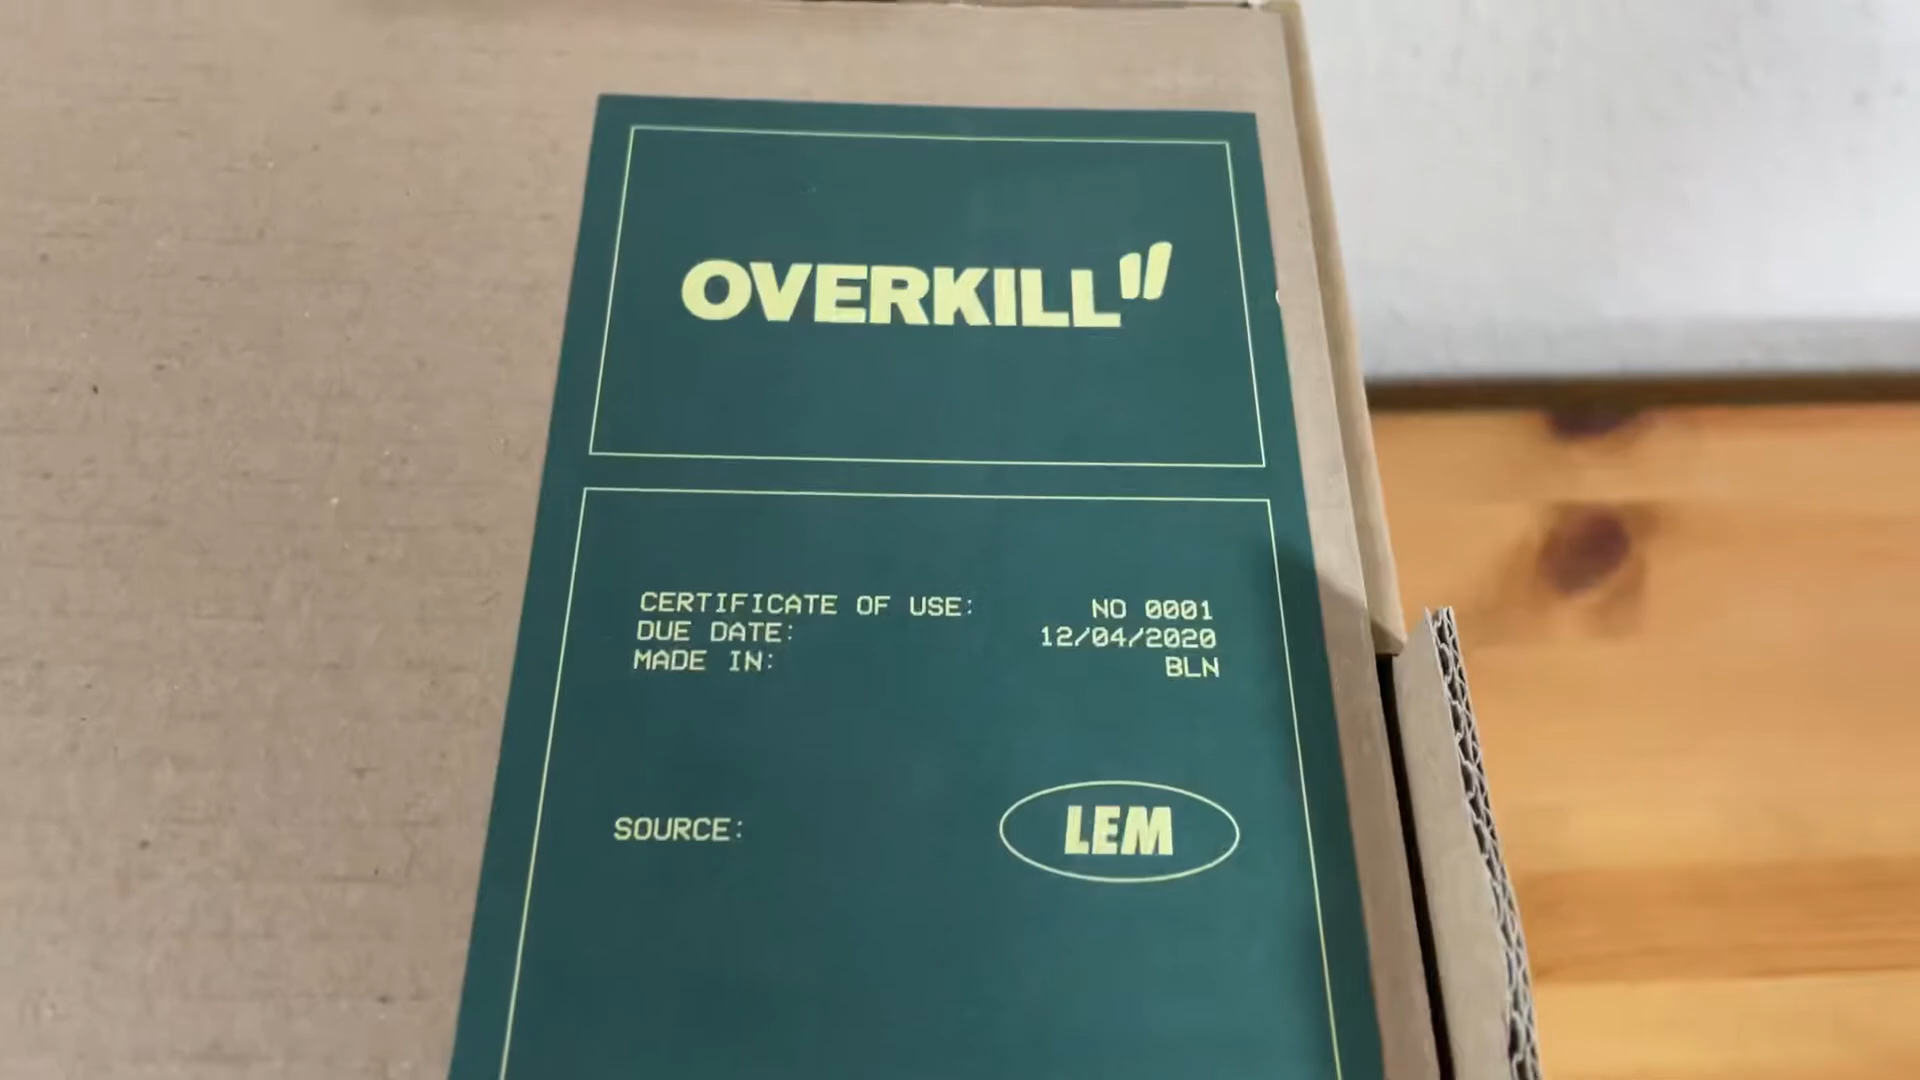 OVERKILL
CERTIFICATE OF USE: NO 0001
DUE DATE: 12/04/2020
MADE IN: BLN
SOURCE: LEM